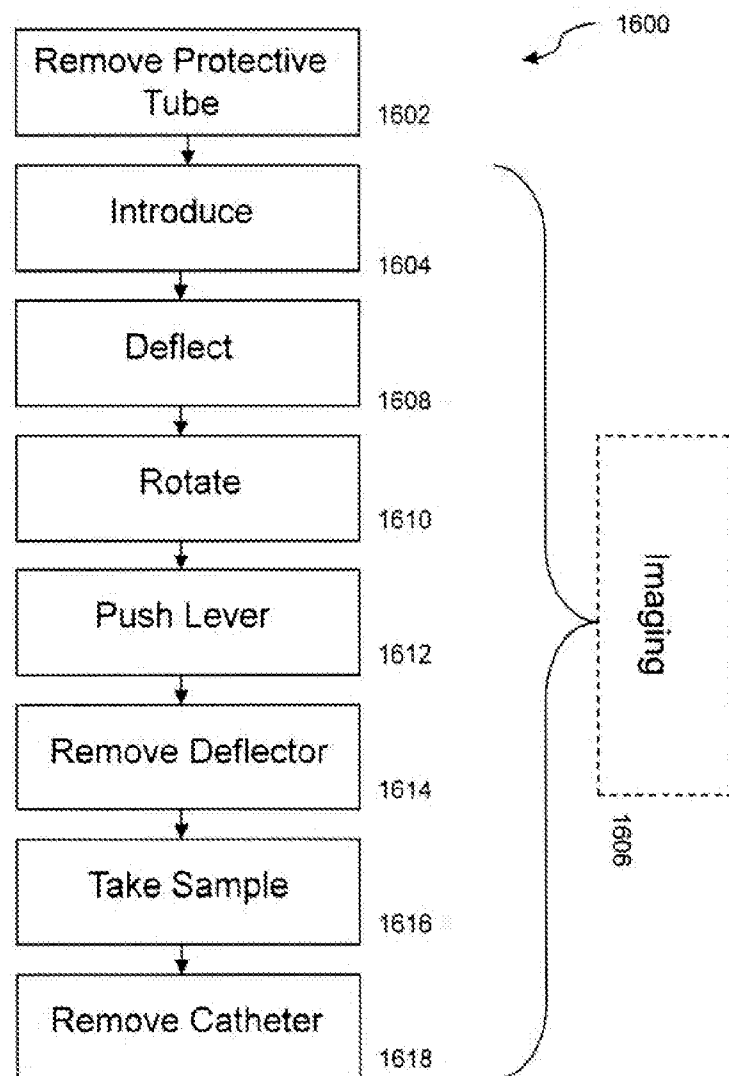 1600
Remove Protective
Tube
1602
Introduce
1604
Deflect
1608
Rotate
1610
Push Lever
1612
Remove Deflector
1614
Take Sample
1616
Remove Catheter
1618
Imaging
1606